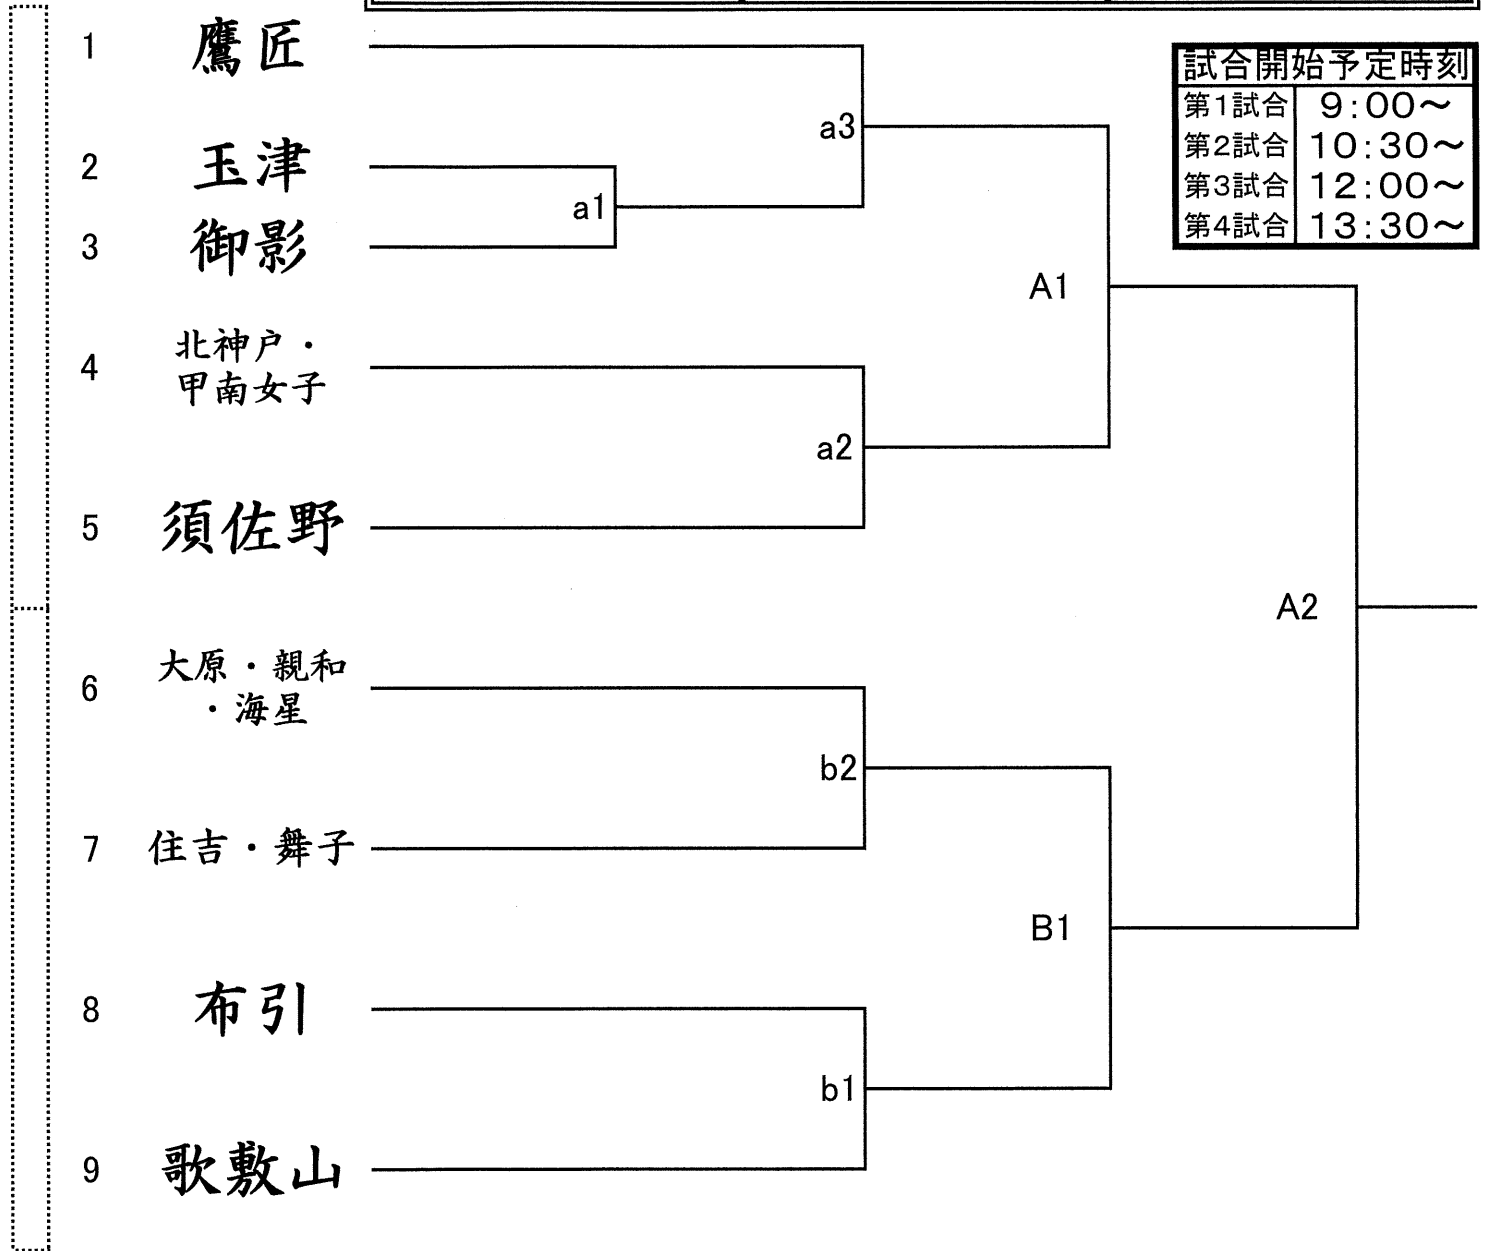 1 鷹匠
2 玉津
3 御影
4 北神戸・
甲南女子
5 須佐野
6 大原・親和
・海星
7 住吉・舞子
8 布引
9 歌敷山
a1
a3
a2
b2
b1
A1
B1
A2
試合開始予定時刻
第1試合 9:00～
第2試合 10:30～
第3試合 12:00～
第4試合 13:30～